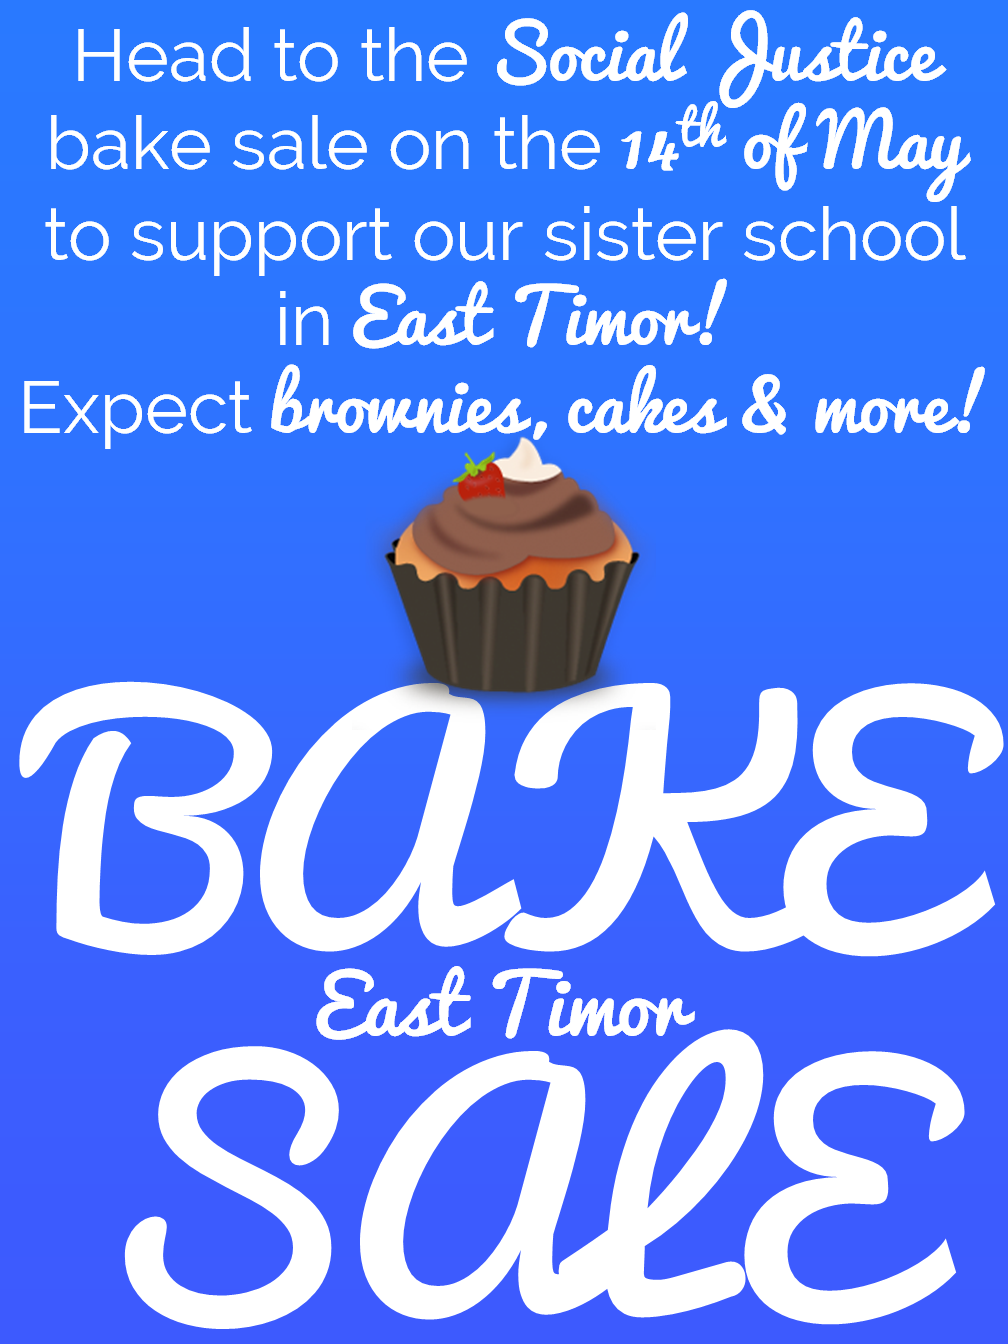 Head to the Social Justice
bake sale on the 14th of May
to support our sister school
in East Timor!
Expect brownies, cakes & more!
BAKE
East Timor
SALE